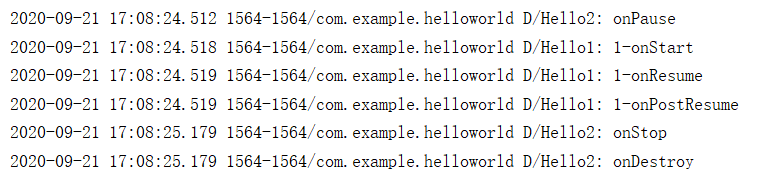 2020-09-21 17:08:24.512 1564-1564/com.example.helloworld D/Hello2: onPause
2020-09-21 17:08:24.518 1564-1564/com.example.helloworld D/Hello1: 1-onStart
2020-09-21 17:08:24.519 1564-1564/com.example.helloworld D/Hello1: 1-onResume
2020-09-21 17:08:24.519 1564-1564/com.example.helloworld D/Hello1: 1-onPostResume
2020-09-21 17:08:25.179 1564-1564/com.example.helloworld D/Hello2: onStop
2020-09-21 17:08:25.179 1564-1564/com.example.helloworld D/Hello2: onDestroy